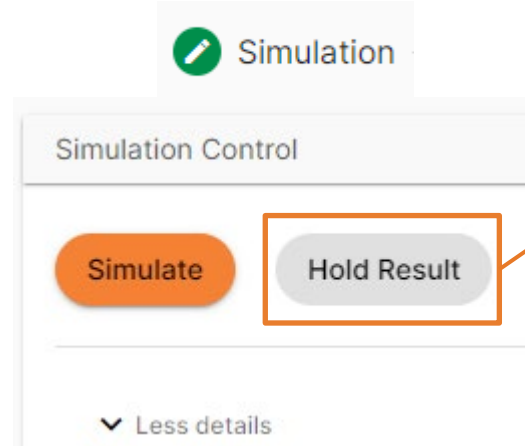 Simulation
Simulation Control
Simulate Hold Result
Less details